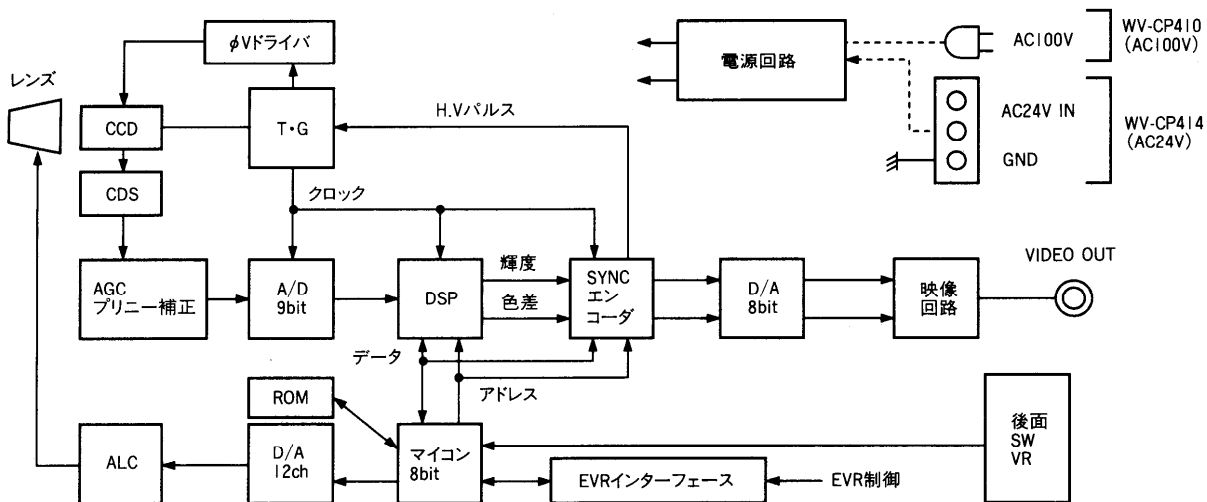 φVドライバ
電源回路
AC100V
WV-CP410
(AC100V)
レンズ
CCD
T・G
H.Vパルス
AC24V IN
GND
WV-CP414
(AC24V)
CDS
クロック
AGC
プリニー補正
A/D
9bit
DSP
輝度
色差
SYNC
エン
コーダ
D/A
8bit
映像
回路
VIDEO OUT
データ
アドレス
ROM
ALC
D/A
12ch
マイコン
8bit
EVRインターフェース
EVR制御
後面
SW
VR